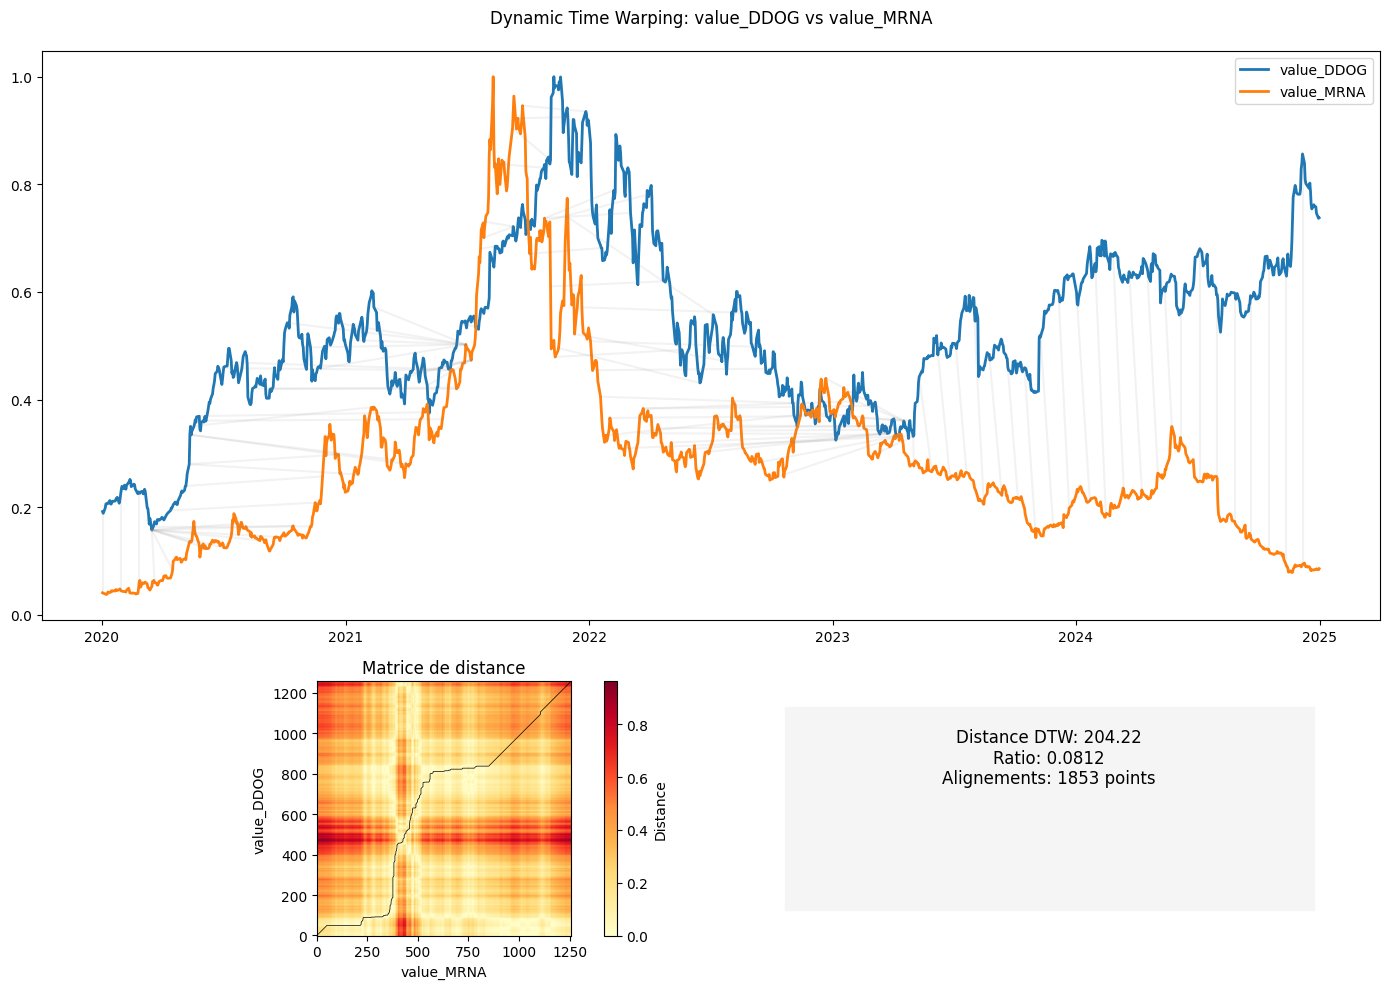 Dynamic Time Warping: value_DDOG vs value_MRNA
value_DDOG
value_MRNA
1.0
0.8
0.6
0.4
0.2
0.0
2020 2021 2022 2023 2024 2025
Matrice de distance
1200
1000
800
600
400
200
0
value_DDOG
0 250 500 750 1000 1250
value_MRNA
0.8
0.6
0.4
0.2
0.0
Distance
Distance DTW: 204.22
Ratio: 0.0812
Alignements: 1853 points